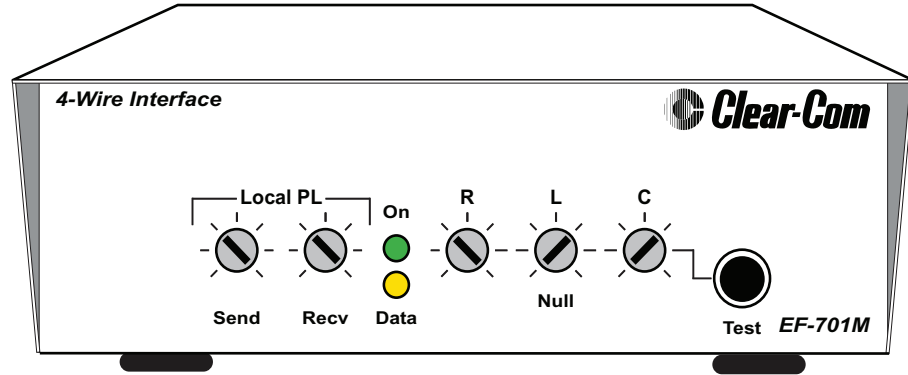 4-Wire Interface
Clear-Com
Local PL
On
R
L
C
Send
Recv
Data
Null
Test
EF-701M